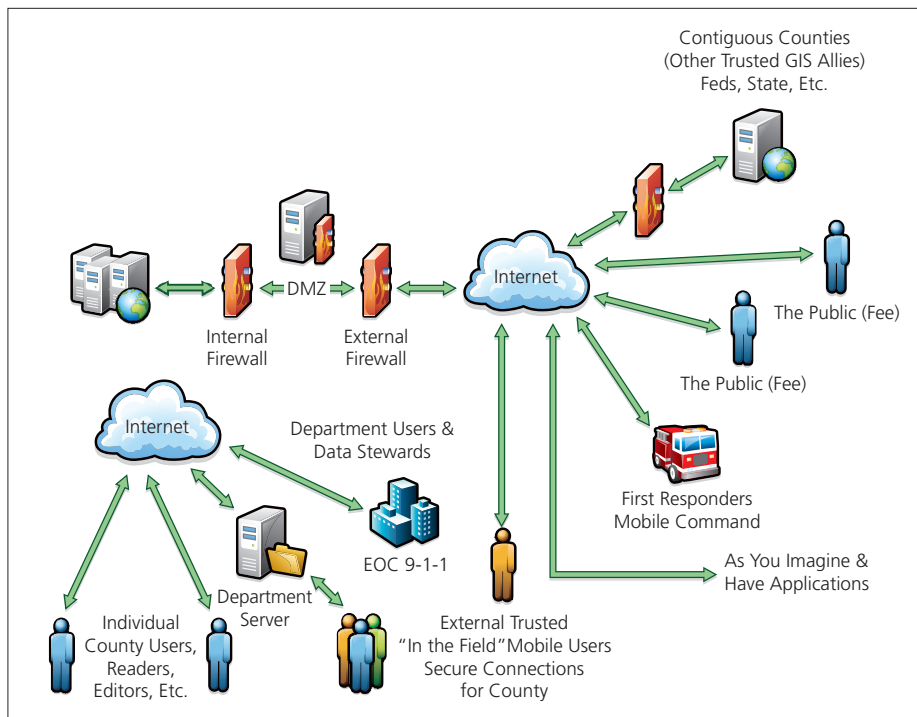 Contiguous Counties
(Other Trusted GIS Allies)
Feds, State, Etc.
Internet
DMZ
Internal
Firewall
External
Firewall
The Public (Fee)
The Public (Fee)
Internet
Department Users &
Data Stewards
EOC 9-1-1
First Responders
Mobile Command
As You Imagine &
Have Applications
Department
Server
Individual
County Users,
Readers,
Editors, Etc.
External Trusted
“In the Field”Mobile Users
Secure Connections
for County